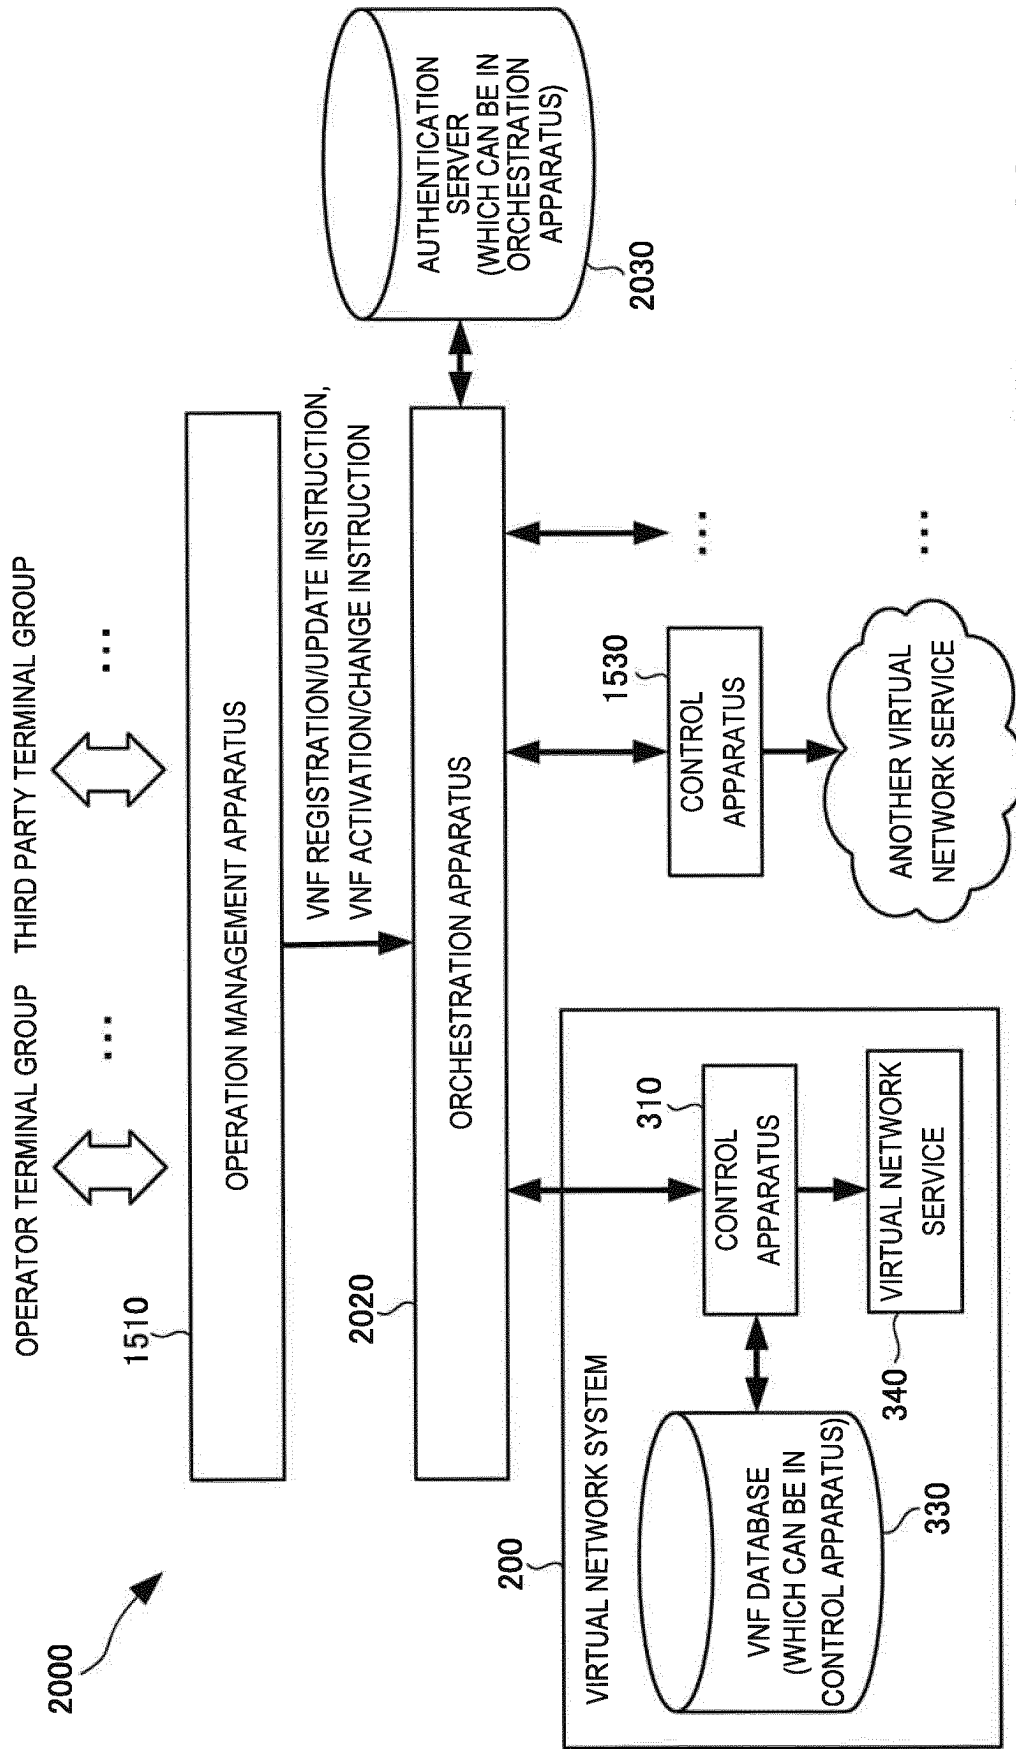 2000
OPERATOR TERMINAL GROUP
THIRD PARTY TERMINAL GROUP
...
...
1510
OPERATION MANAGEMENT APPARATUS
VNF REGISTRATION/UPDATE INSTRUCTION,
VNF ACTIVATION/CHANGE INSTRUCTION
2020
ORCHESTRATION APPARATUS
AUTHENTICATION
SERVER
(WHICH CAN BE IN
ORCHESTRATION
APPARATUS)
2030
200
VIRTUAL NETWORK SYSTEM
VNF DATABASE
(WHICH CAN BE IN
CONTROL APPARATUS)
330
310
CONTROL
APPARATUS
340
VIRTUAL NETWORK
SERVICE
1530
CONTROL
APPARATUS
...
ANOTHER VIRTUAL
NETWORK SERVICE
...